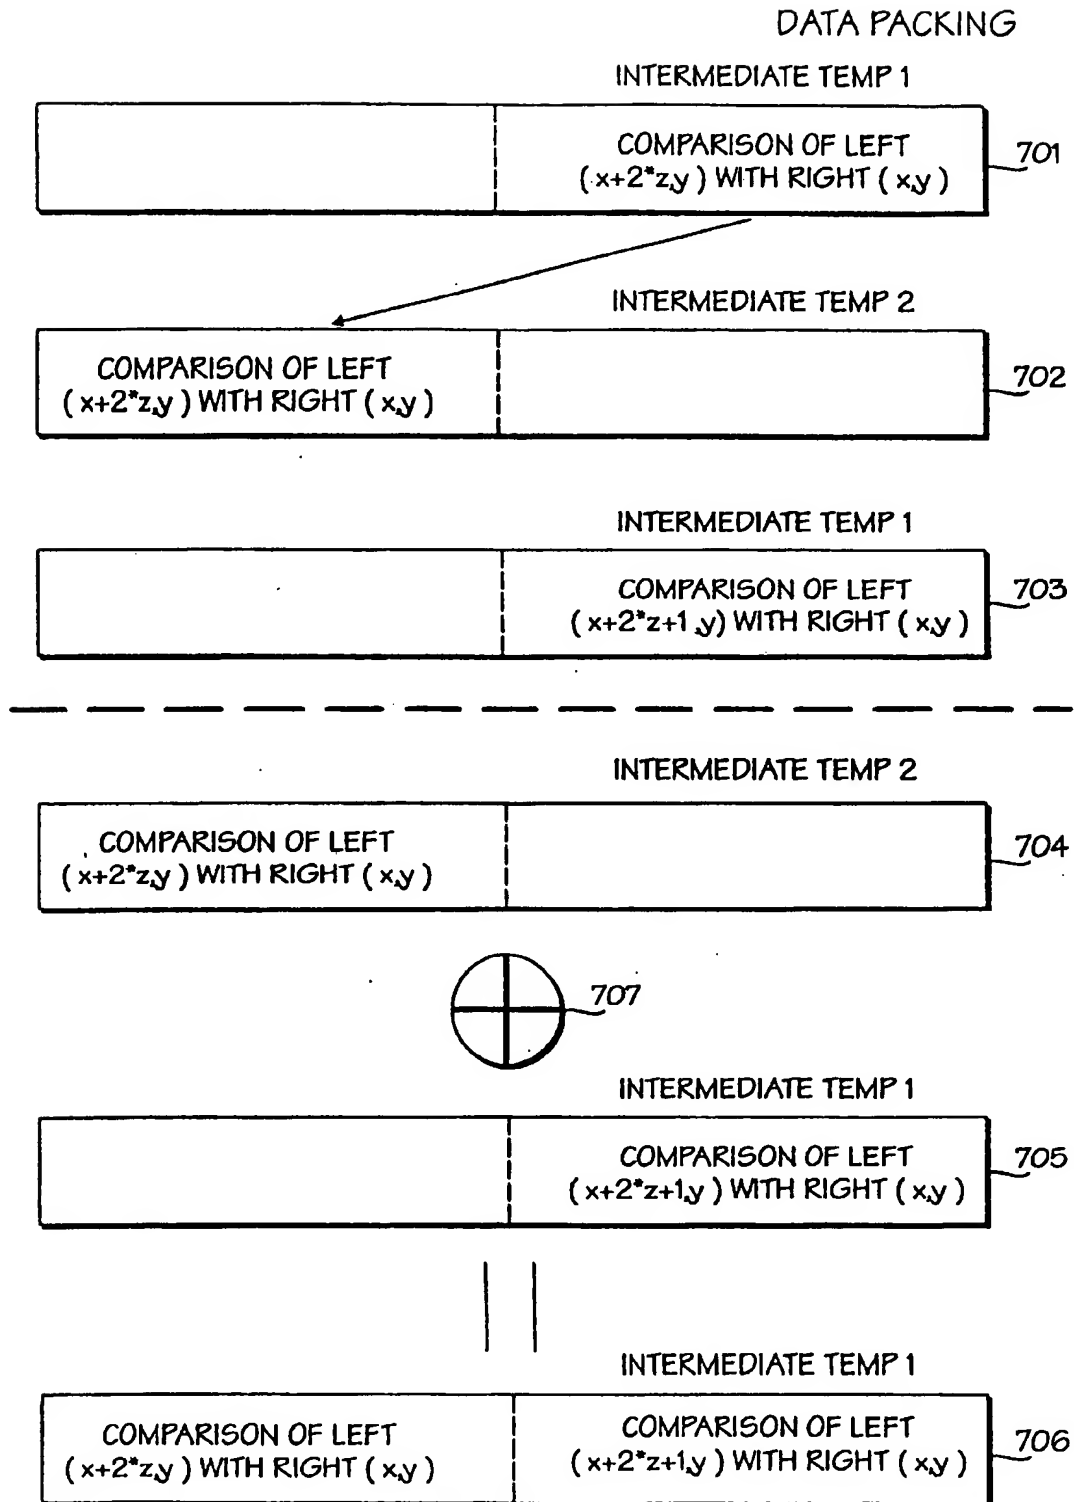 DATA PACKING
INTERMEDIATE TEMP 1
COMPARISON OF LEFT
(x+2*z,y) WITH RIGHT (x,y)
701
INTERMEDIATE TEMP 2
COMPARISON OF LEFT
(x+2*z,y) WITH RIGHT (x,y)
702
INTERMEDIATE TEMP 1
COMPARISON OF LEFT
(x+2*z+1,y) WITH RIGHT (x,y)
703
INTERMEDIATE TEMP 2
COMPARISON OF LEFT
(x+2*z,y) WITH RIGHT (x,y)
704
707
INTERMEDIATE TEMP 1
COMPARISON OF LEFT
(x+2*z+1,y) WITH RIGHT (x,y)
705
INTERMEDIATE TEMP 1
COMPARISON OF LEFT
(x+2*z,y) WITH RIGHT (x,y)
COMPARISON OF LEFT
(x+2*z+1,y) WITH RIGHT (x,y)
706